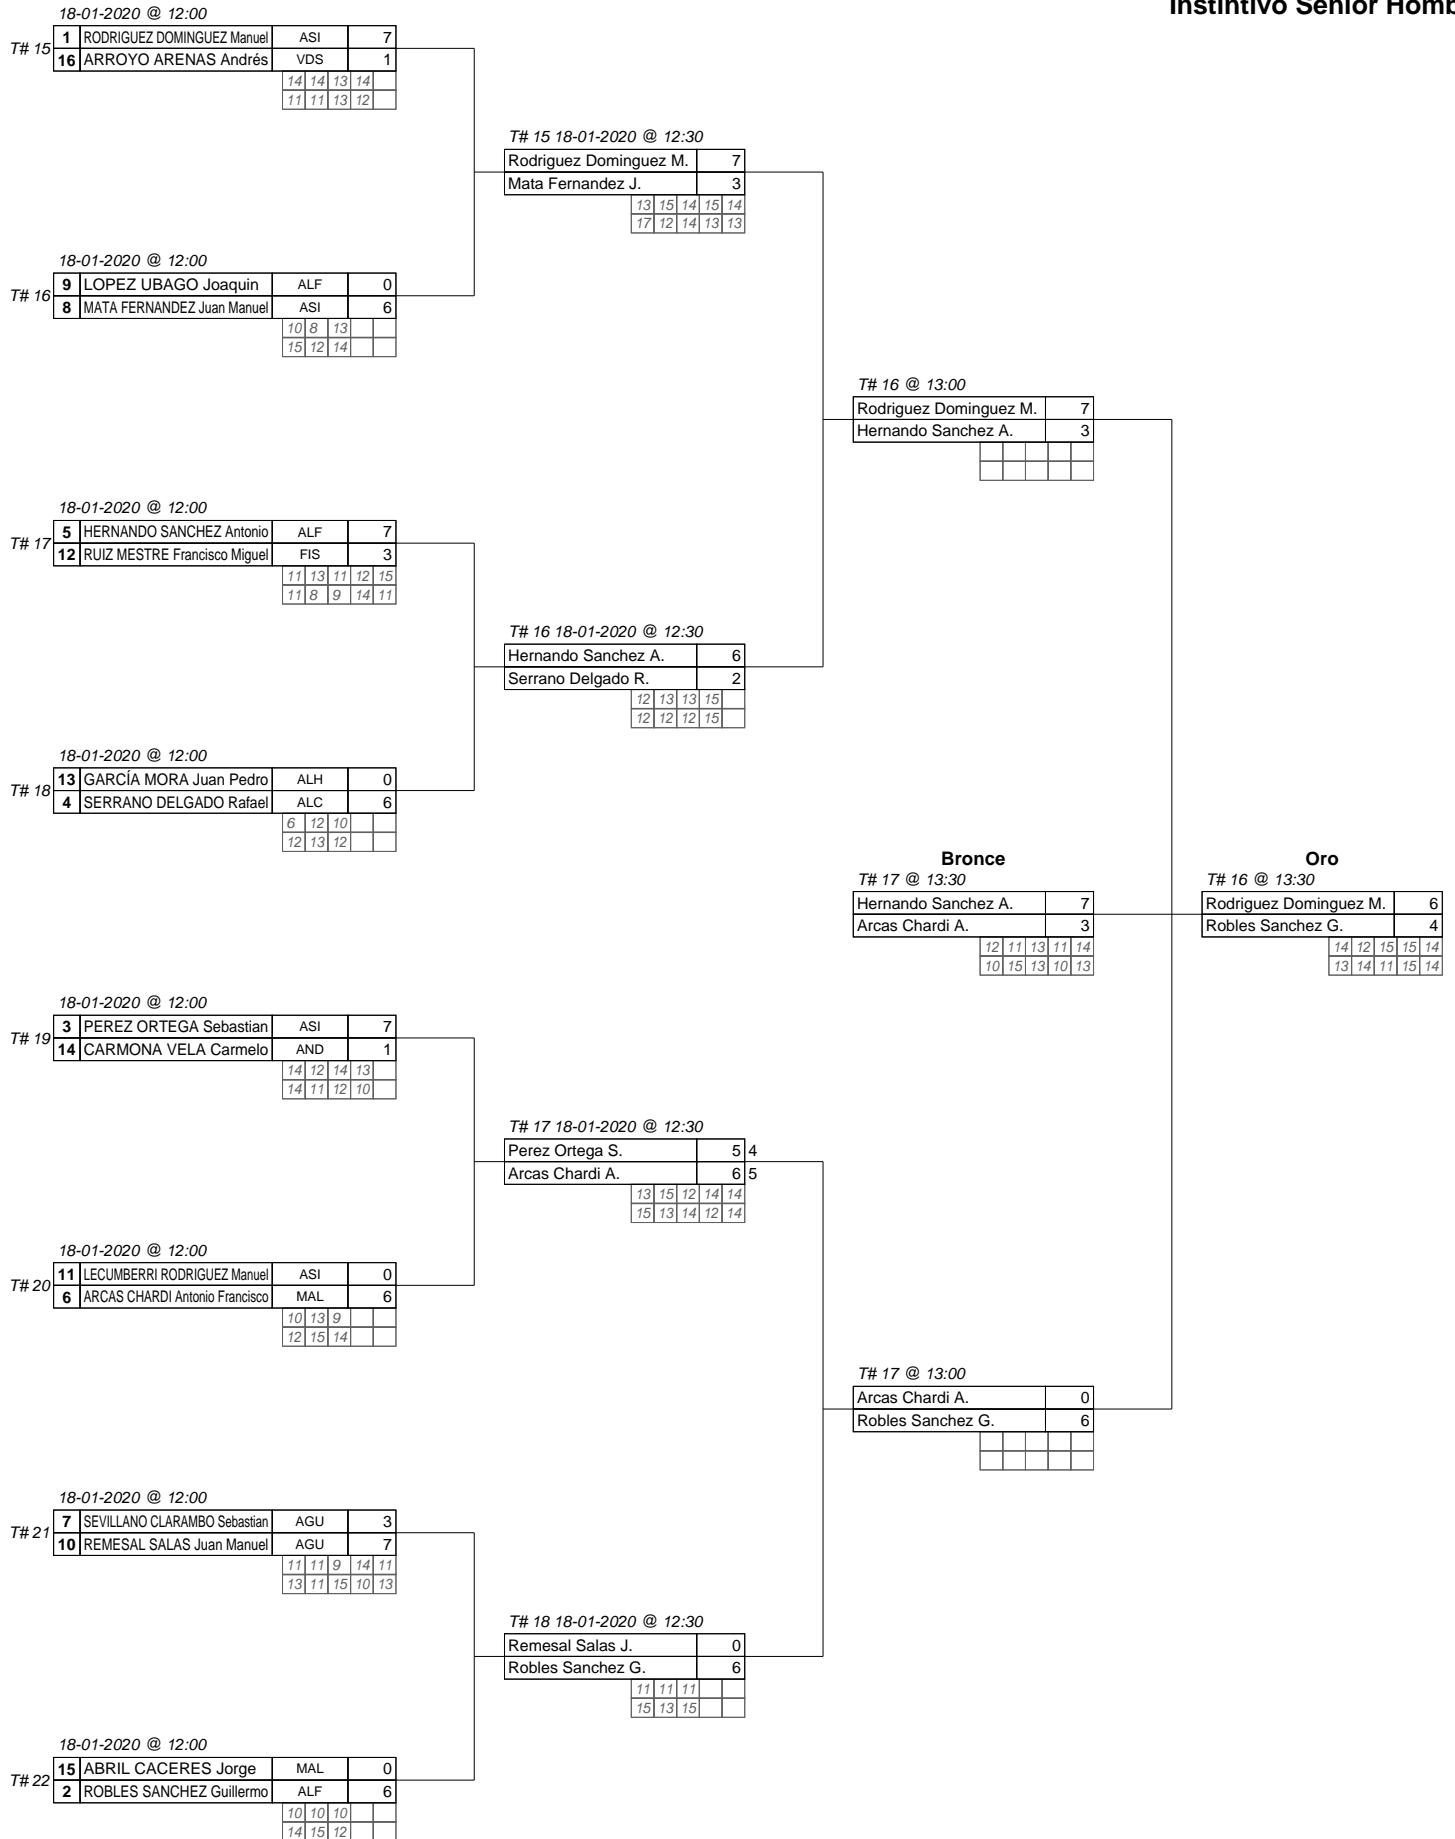 Instintivo Senior Homb
18-01-2020 @ 12:00
T# 15
1 RODRIGUEZ DOMINGUEZ Manuel ASI 7
16 ARROYO ARENAS Andrés VDS 1
14 14 13 14
11 11 13 12
T# 15 18-01-2020 @ 12:30
Rodriguez Dominguez M. 7
Mata Fernandez J. 3
13 15 14 15 14
17 12 14 13 13
18-01-2020 @ 12:00
T# 16
9 LOPEZ UBAGO Joaquin ALF 0
8 MATA FERNANDEZ Juan Manuel ASI 6
10 8 13
15 12 14
T# 16 @ 13:00
Rodriguez Dominguez M. 7
Hernando Sanchez A. 3
18-01-2020 @ 12:00
T# 17
5 HERNANDO SANCHEZ Antonio ALF 7
12 RUIZ MESTRE Francisco Miguel FIS 3
11 13 11 12 15
11 8 9 14 11
T# 16 18-01-2020 @ 12:30
Hernando Sanchez A. 6
Serrano Delgado R. 2
12 13 13 15
12 12 12 15
18-01-2020 @ 12:00
T# 18
13 GARCÍA MORA Juan Pedro ALH 0
4 SERRANO DELGADO Rafael ALC 6
6 12 10
12 13 12
Bronce
T# 17 @ 13:30
Hernando Sanchez A. 7
Arcas Chardi A. 3
12 11 13 11 14
10 15 13 10 13
Oro
T# 16 @ 13:30
Rodriguez Dominguez M. 6
Robles Sanchez G. 4
14 12 15 15 14
13 14 11 15 14
18-01-2020 @ 12:00
T# 19
3 PEREZ ORTEGA Sebastian ASI 7
14 CARMONA VELA Carmelo AND 1
14 12 14 13
14 11 12 10
T# 17 18-01-2020 @ 12:30
Perez Ortega S. 5 4
Arcas Chardi A. 6 5
13 15 12 14 14
15 13 14 12 14
18-01-2020 @ 12:00
T# 20
11 LECUMBERRI RODRIGUEZ Manuel ASI 0
6 ARCAS CHARDI Antonio Francisco MAL 6
10 13 9
12 15 14
T# 17 @ 13:00
Arcas Chardi A. 0
Robles Sanchez G. 6
18-01-2020 @ 12:00
T# 21
7 SEVILLANO CLARAMBO Sebastian AGU 3
10 REMESAL SALAS Juan Manuel AGU 7
11 11 9 14 11
13 11 15 10 13
T# 18 18-01-2020 @ 12:30
Remesal Salas J. 0
Robles Sanchez G. 6
11 11 11
15 13 15
18-01-2020 @ 12:00
T# 22
15 ABRIL CACERES Jorge MAL 0
2 ROBLES SANCHEZ Guillermo ALF 6
10 10 10
14 15 12